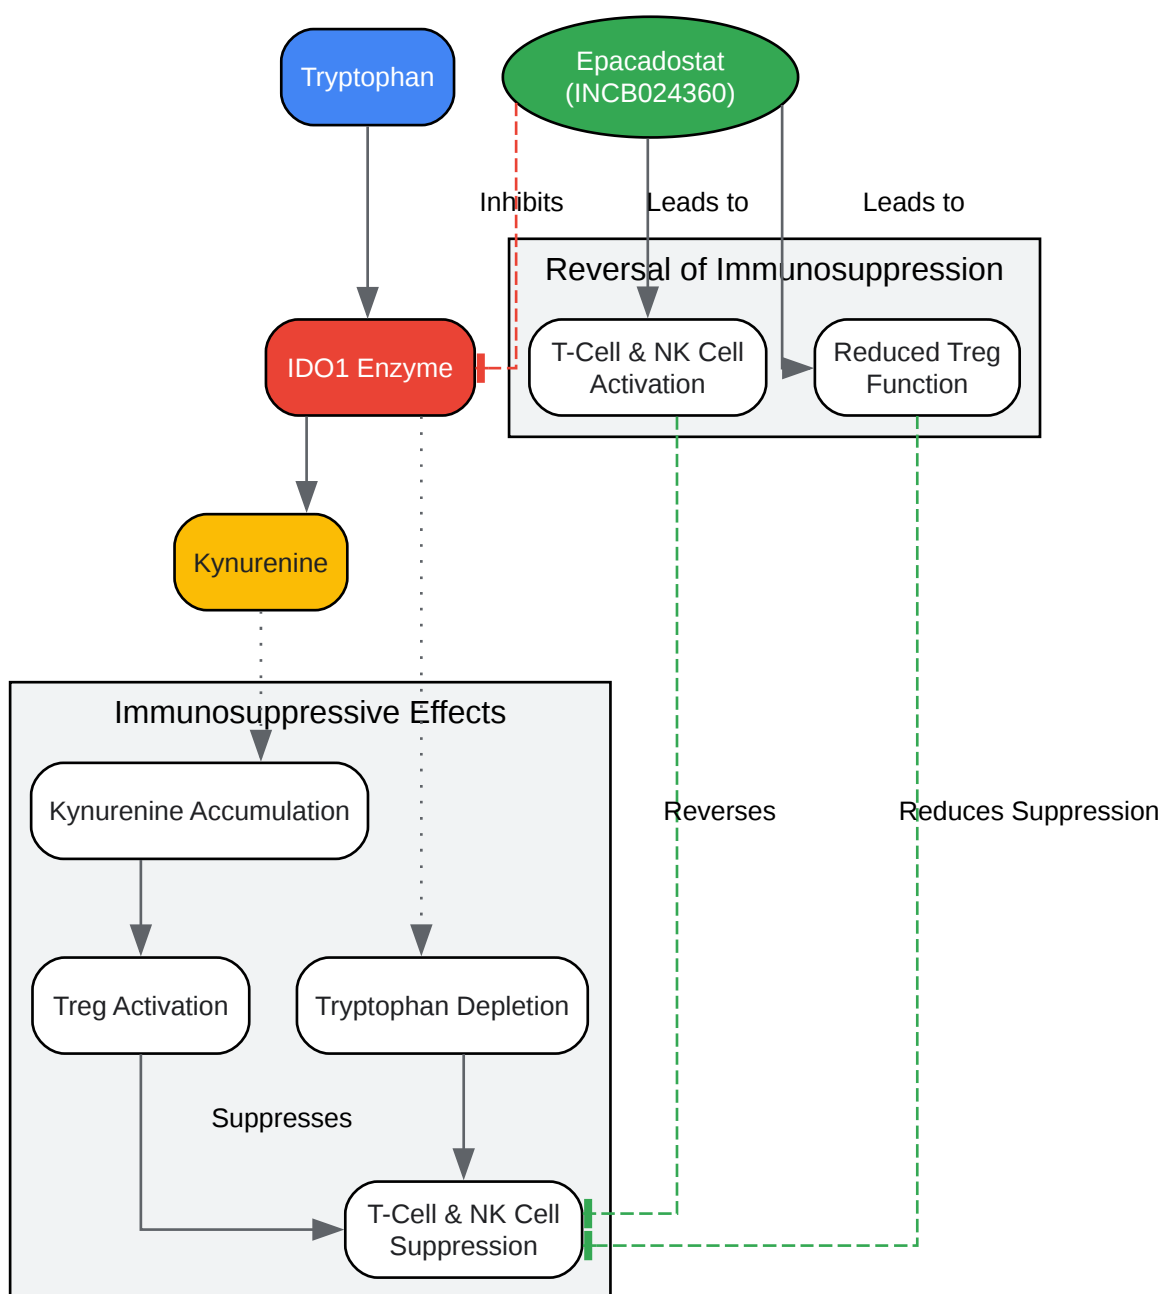 Tryptophan
Epacadostat
(INCB024360)
Inhibits
Leads to
Leads to
Reversal of Immunosuppression
IDO1 Enzyme
T-Cell & NK Cell
Activation
Reduced Treg
Function
Kynurenine
Immunosuppressive Effects
Kynurenine Accumulation
Reverses
Reduces Suppression
Treg Activation
Tryptophan Depletion
Suppresses
T-Cell & NK Cell
Suppression